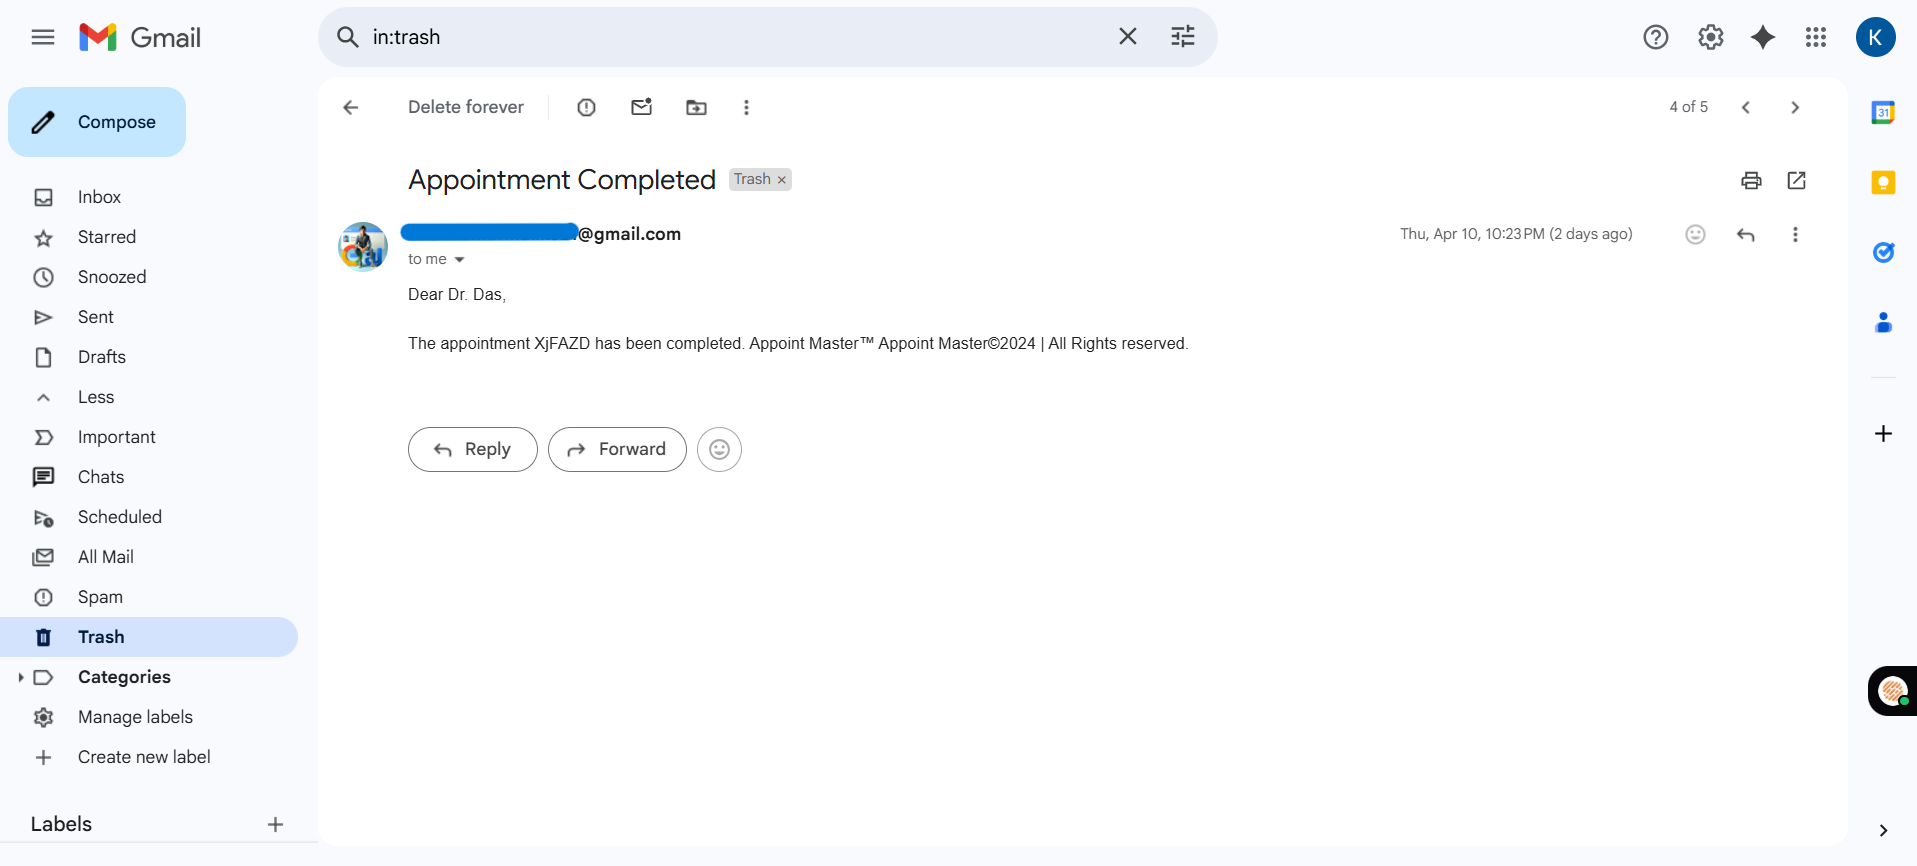 Gmail
in:trash
K
Compose
Delete forever
4 of 5
31
Appointment Completed
Trash ×
@gmail.com
Thu, Apr 10, 10:23 PM (2 days ago)
to me
Dear Dr. Das,
The appointment XjFAZD has been completed. Appoint Master™ Appoint Master©2024 | All Rights reserved.
Reply
Forward
Inbox
Starred
Snoozed
Sent
Drafts
Less
Important
Chats
Scheduled
All Mail
Spam
Trash
Categories
Manage labels
Create new label
Labels